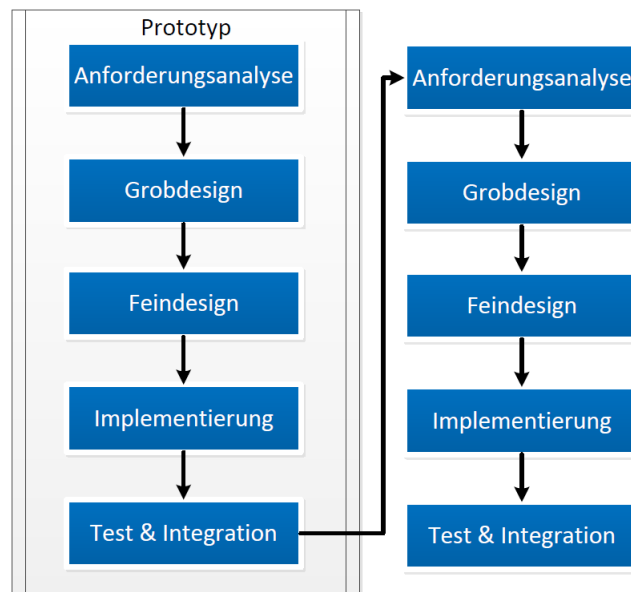 Prototyp
Anforderungsanalyse
Grobdesign
Feindesign
Implementierung
Test & Integration
Anforderungsanalyse
Grobdesign
Feindesign
Implementierung
Test & Integration